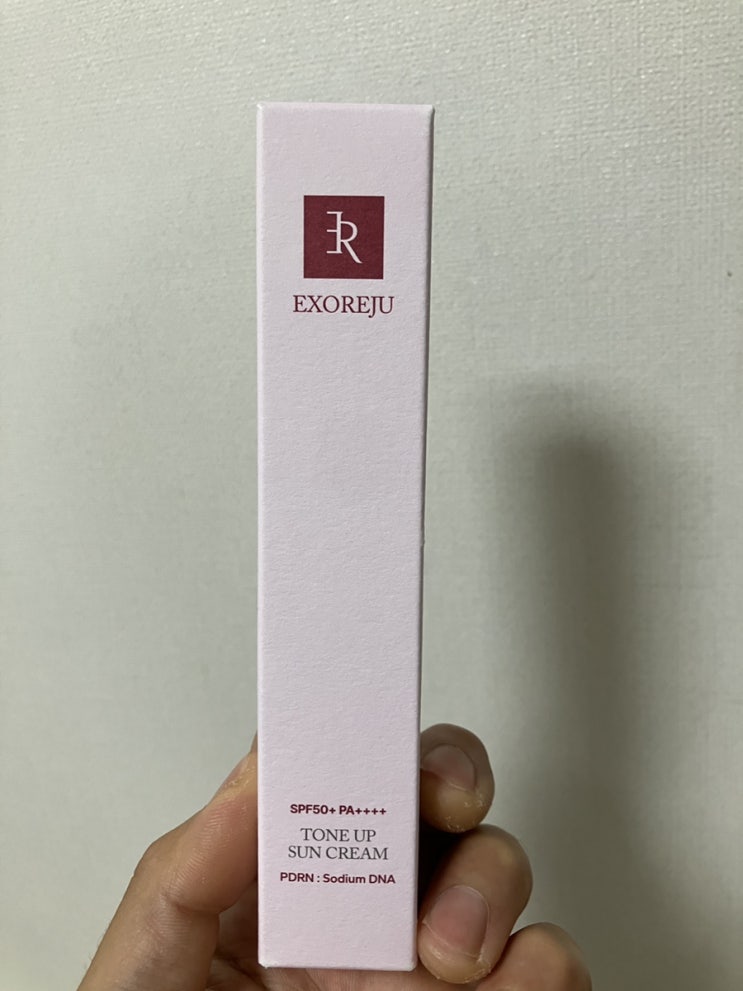 ER
EXOREJU
SPF50+ PA++++
TONE UP
SUN CREAM
PDRN : Sodium DNA